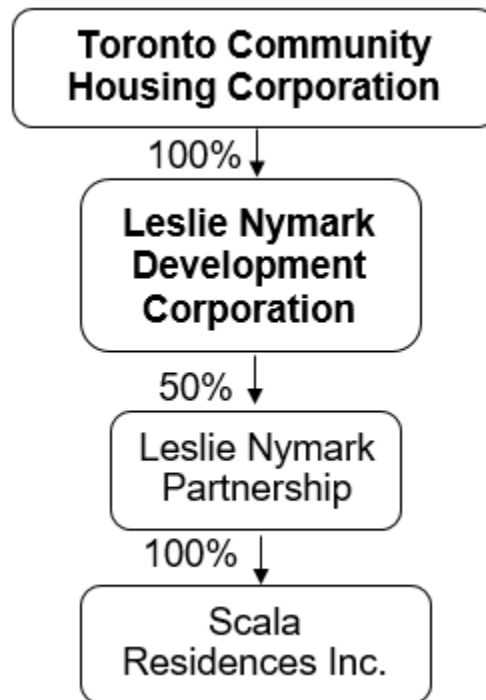 Toronto Community
Housing Corporation
100%
Leslie Nymark
Development
Corporation
50%
Leslie Nymark
Partnership
100%
Scala
Residences Inc.